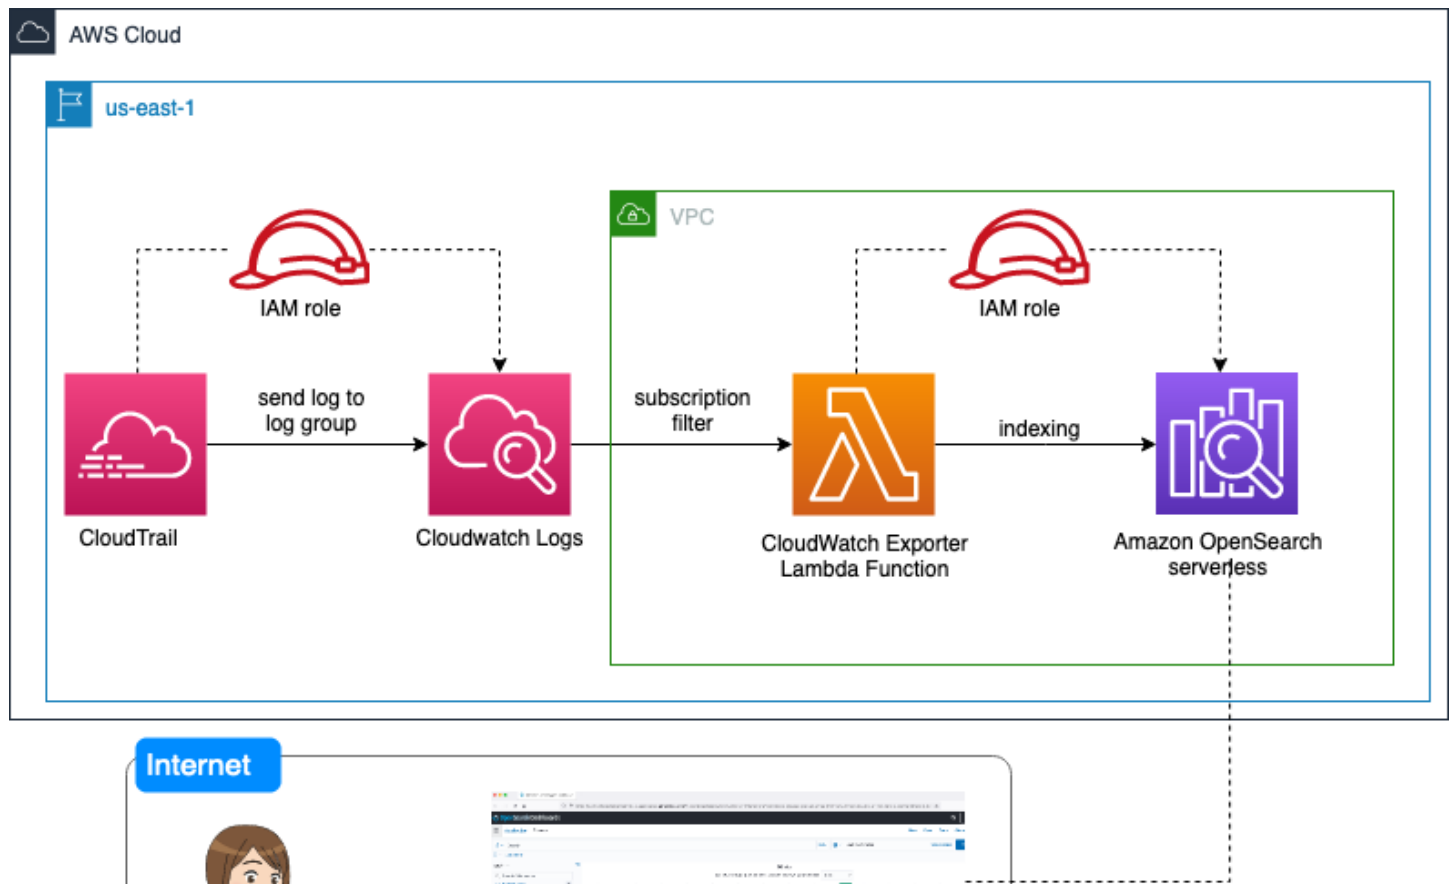 AWS Cloud
us-east-1
VPC
IAM role
IAM role
send log to
log group
subscription
filter
indexing
CloudTrail
Cloudwatch Logs
CloudWatch Exporter
Lambda Function
Amazon OpenSearch
serverless
Internet